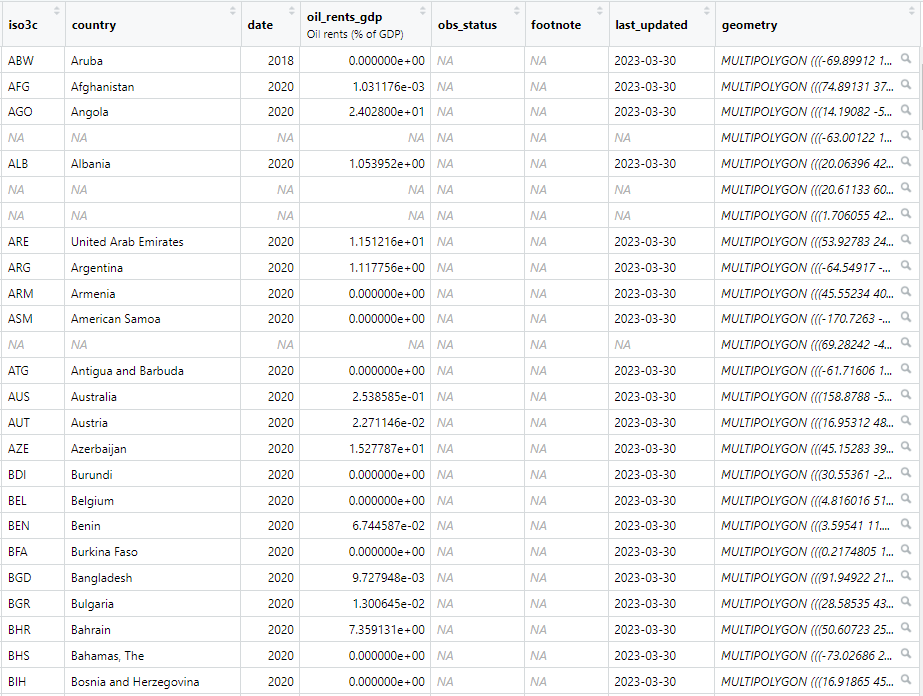 iso3c country date oil_rents_gdp obs_status footnote last_updated geometry
Oil rents (% of GDP)
ABW Aruba 2018 0.000000e+00 NA NA 2023-03-30 MULTIPOLYGON (((-69.89912 1...
AFG Afghanistan 2020 1.031176e-03 NA NA 2023-03-30 MULTIPOLYGON (((74.89131 37...
AGO Angola 2020 2.402800e+01 NA NA 2023-03-30 MULTIPOLYGON (((14.19082 -5...
NA NA NA NA NA NA NA MULTIPOLYGON (((-63.00122 1...
ALB Albania 2020 1.053952e+00 NA NA 2023-03-30 MULTIPOLYGON (((20.06396 42...
NA NA NA NA NA NA NA MULTIPOLYGON (((20.61133 60...
NA NA NA NA NA NA NA MULTIPOLYGON (((1.706055 42...
ARE United Arab Emirates 2020 1.151216e+01 NA NA 2023-03-30 MULTIPOLYGON (((53.92783 24...
ARG Argentina 2020 1.117756e+00 NA NA 2023-03-30 MULTIPOLYGON (((-64.54917 -...
ARM Armenia 2020 0.000000e+00 NA NA 2023-03-30 MULTIPOLYGON (((45.55234 40...
ASM American Samoa 2020 0.000000e+00 NA NA 2023-03-30 MULTIPOLYGON (((-170.7263 -...
NA NA NA NA NA NA NA MULTIPOLYGON (((69.28242 -4...
ATG Antigua and Barbuda 2020 0.000000e+00 NA NA 2023-03-30 MULTIPOLYGON (((-61.71606 1...
AUS Australia 2020 2.538585e-01 NA NA 2023-03-30 MULTIPOLYGON (((158.8788 -5...
AUT Austria 2020 2.271146e-02 NA NA 2023-03-30 MULTIPOLYGON (((16.95312 48...
AZE Azerbaijan 2020 1.527787e+01 NA NA 2023-03-30 MULTIPOLYGON (((45.15283 39...
BDI Burundi 2020 0.000000e+00 NA NA 2023-03-30 MULTIPOLYGON (((30.55361 -2...
BEL Belgium 2020 0.000000e+00 NA NA 2023-03-30 MULTIPOLYGON (((4.816016 51...
BEN Benin 2020 6.744587e-02 NA NA 2023-03-30 MULTIPOLYGON (((3.59541 11....
BFA Burkina Faso 2020 0.000000e+00 NA NA 2023-03-30 MULTIPOLYGON (((0.2174805 1...
BGD Bangladesh 2020 9.727948e-03 NA NA 2023-03-30 MULTIPOLYGON (((91.94922 21...
BGR Bulgaria 2020 1.300645e-02 NA NA 2023-03-30 MULTIPOLYGON (((28.58535 43...
BHR Bahrain 2020 7.359131e+00 NA NA 2023-03-30 MULTIPOLYGON (((50.60723 25...
BHS Bahamas, The 2020 0.000000e+00 NA NA 2023-03-30 MULTIPOLYGON (((-73.02686 2...
BIH Bosnia and Herzegovina 2020 0.000000e+00 NA NA 2023-03-30 MULTIPOLYGON (((16.91865 45...